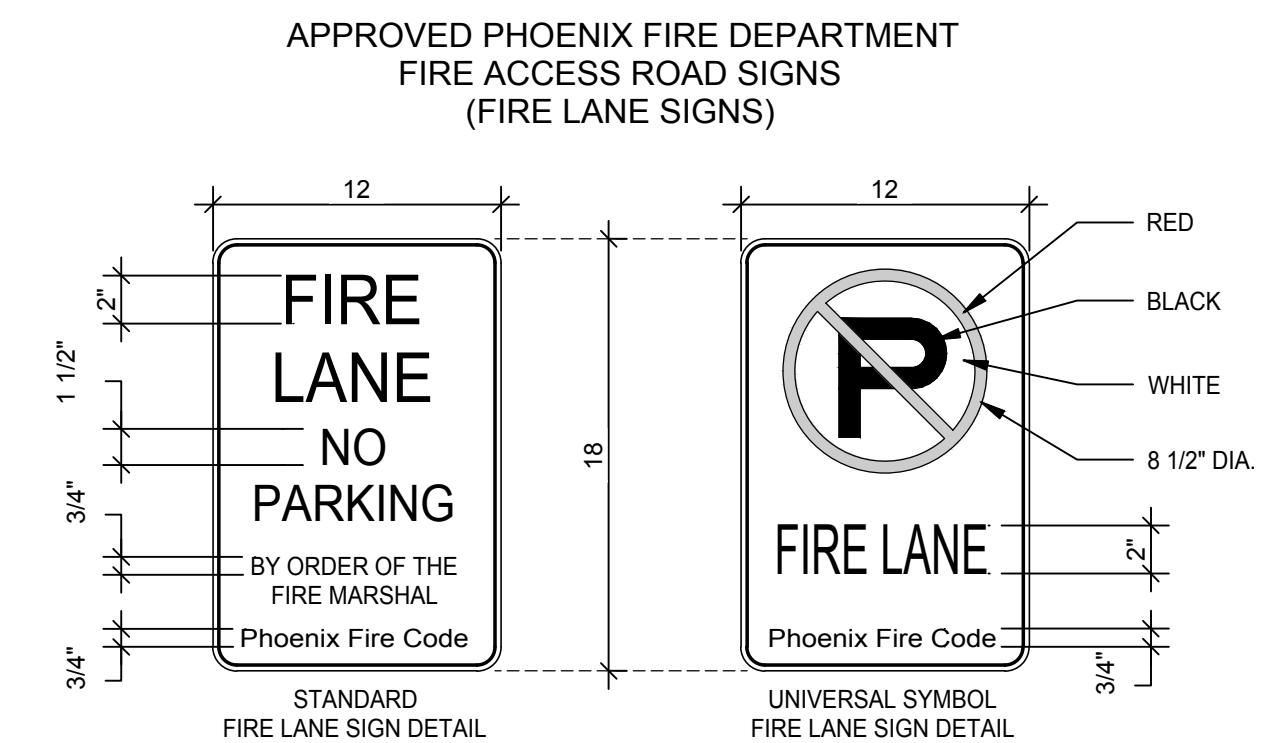 APPROVED PHOENIX FIRE DEPARTMENT
FIRE ACCESS ROAD SIGNS
(FIRE LANE SIGNS)
12
2"
1 1/2"
3/4"
3/4"
FIRE
LANE
NO
PARKING
BY ORDER OF THE
FIRE MARSHAL
Phoenix Fire Code
STANDARD
FIRE LANE SIGN DETAIL
18
12
P
RED
BLACK
WHITE
8 1/2" DIA.
FIRE LANE
2"
Phoenix Fire Code
3/4"
UNIVERSAL SYMBOL
FIRE LANE SIGN DETAIL